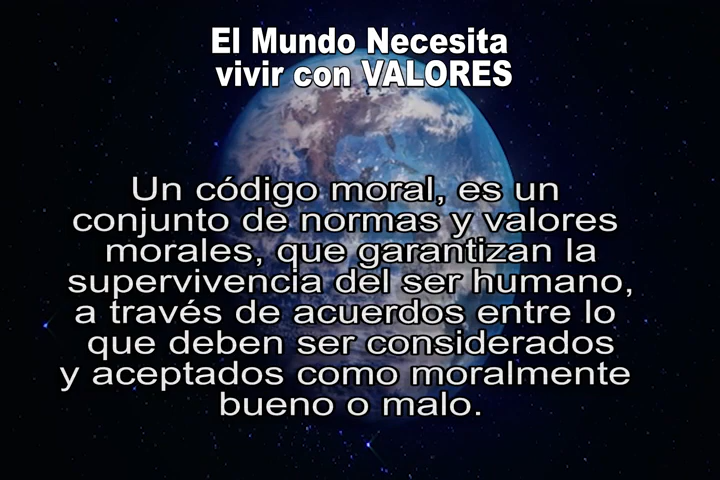 El Mundo Necesita
vivir con VALORES
Un código moral, es un
conjunto de normas y valores
morales, que garantizan la
supervivencia del ser humano,
a través de acuerdos entre lo
que deben ser considerados
y aceptados como moralmente
bueno o malo.